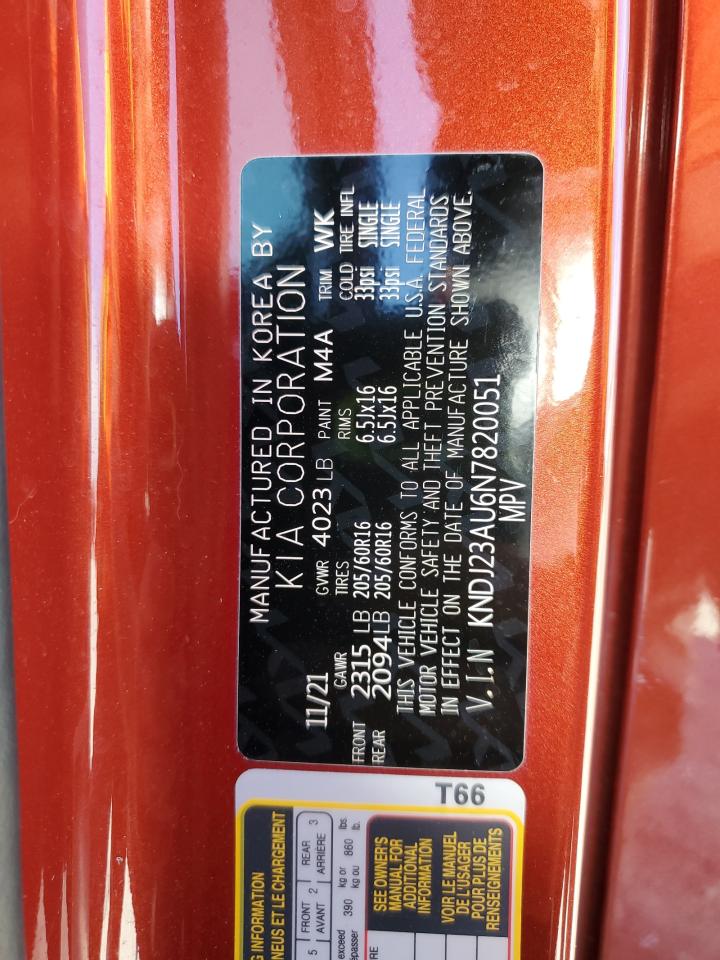 MANUFACTURED IN KOREA BY
KIA CORPORATION
11/21 GVWR 4023 LB PAINT M4A TRIM WK
GAWR TIRES RIMS COLD TIRE INFL
FRONT 2315 LB 205/60R16 6.5Jx16 33psi SINGLE
REAR 2094 LB 205/60R16 6.5Jx16 33psi SINGLE
THIS VEHICLE CONFORMS TO ALL APPLICABLE U.S.A. FEDERAL
MOTOR VEHICLE SAFETY AND THEFT PREVENTION STANDARDS
IN EFFECT ON THE DATE OF MANUFACTURE SHOWN ABOVE.
V.I.N KNDJ23AU6N7820051
MPV
T66
INFORMATION
NEUS ET LE CHARGEMENT
5 FRONT 2 REAR 3
AVANT ARRIÈRE
exceed 390 kg or 860 lbs.
kg ou lb.
SEE OWNER'S
MANUAL FOR
ADDITIONAL
INFORMATION
VOIR LE MANUEL
DE L'USAGER
POUR PLUS DE
RENSEIGNEMENTS